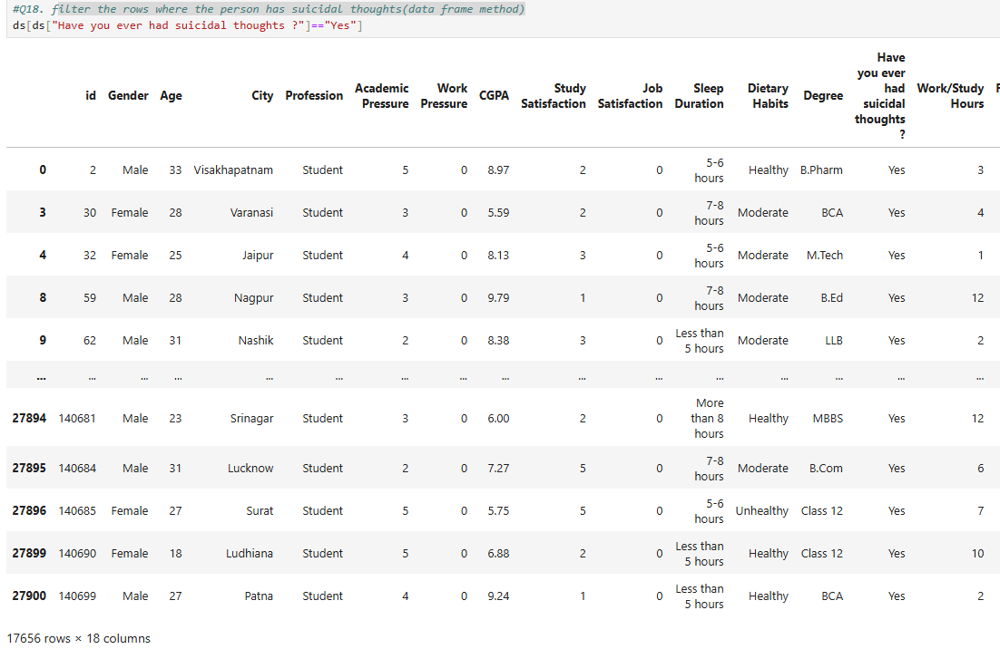 #Q18. filter the rows where the person has suicidal thoughts(data frame method)
ds[ds["Have you ever had suicidal thoughts ?"]=="Yes"]
id Gender Age City Profession Academic Pressure Work Pressure CGPA Study Satisfaction Job Satisfaction Sleep Duration Dietary Habits Degree Have you ever had suicidal thoughts ? Work/Study Hours F
0 2 Male 33 Visakhapatnam Student 5 0 8.97 2 0 5-6 hours Healthy B.Pharm Yes 3
3 30 Female 28 Varanasi Student 3 0 5.59 2 0 7-8 hours Moderate BCA Yes 4
4 32 Female 25 Jaipur Student 4 0 8.13 3 0 5-6 hours Moderate M.Tech Yes 1
8 59 Male 28 Nagpur Student 3 0 9.79 1 0 7-8 hours Moderate B.Ed Yes 12
9 62 Male 31 Nashik Student 2 0 8.38 3 0 Less than 5 hours Moderate LLB Yes 2
... ... ... ... ... ... ... ... ... ... ... ... ... ... ... ...
27894 140681 Male 23 Srinagar Student 3 0 6.00 2 0 More than 8 hours Healthy MBBS Yes 12
27895 140684 Male 31 Lucknow Student 2 0 7.27 5 0 7-8 hours Moderate B.Com Yes 6
27896 140685 Female 27 Surat Student 5 0 5.75 5 0 5-6 hours Unhealthy Class 12 Yes 7
27899 140690 Female 18 Ludhiana Student 5 0 6.88 2 0 Less than 5 hours Healthy Class 12 Yes 10
27900 140699 Male 27 Patna Student 4 0 9.24 1 0 Less than 5 hours Healthy BCA Yes 2
17656 rows × 18 columns